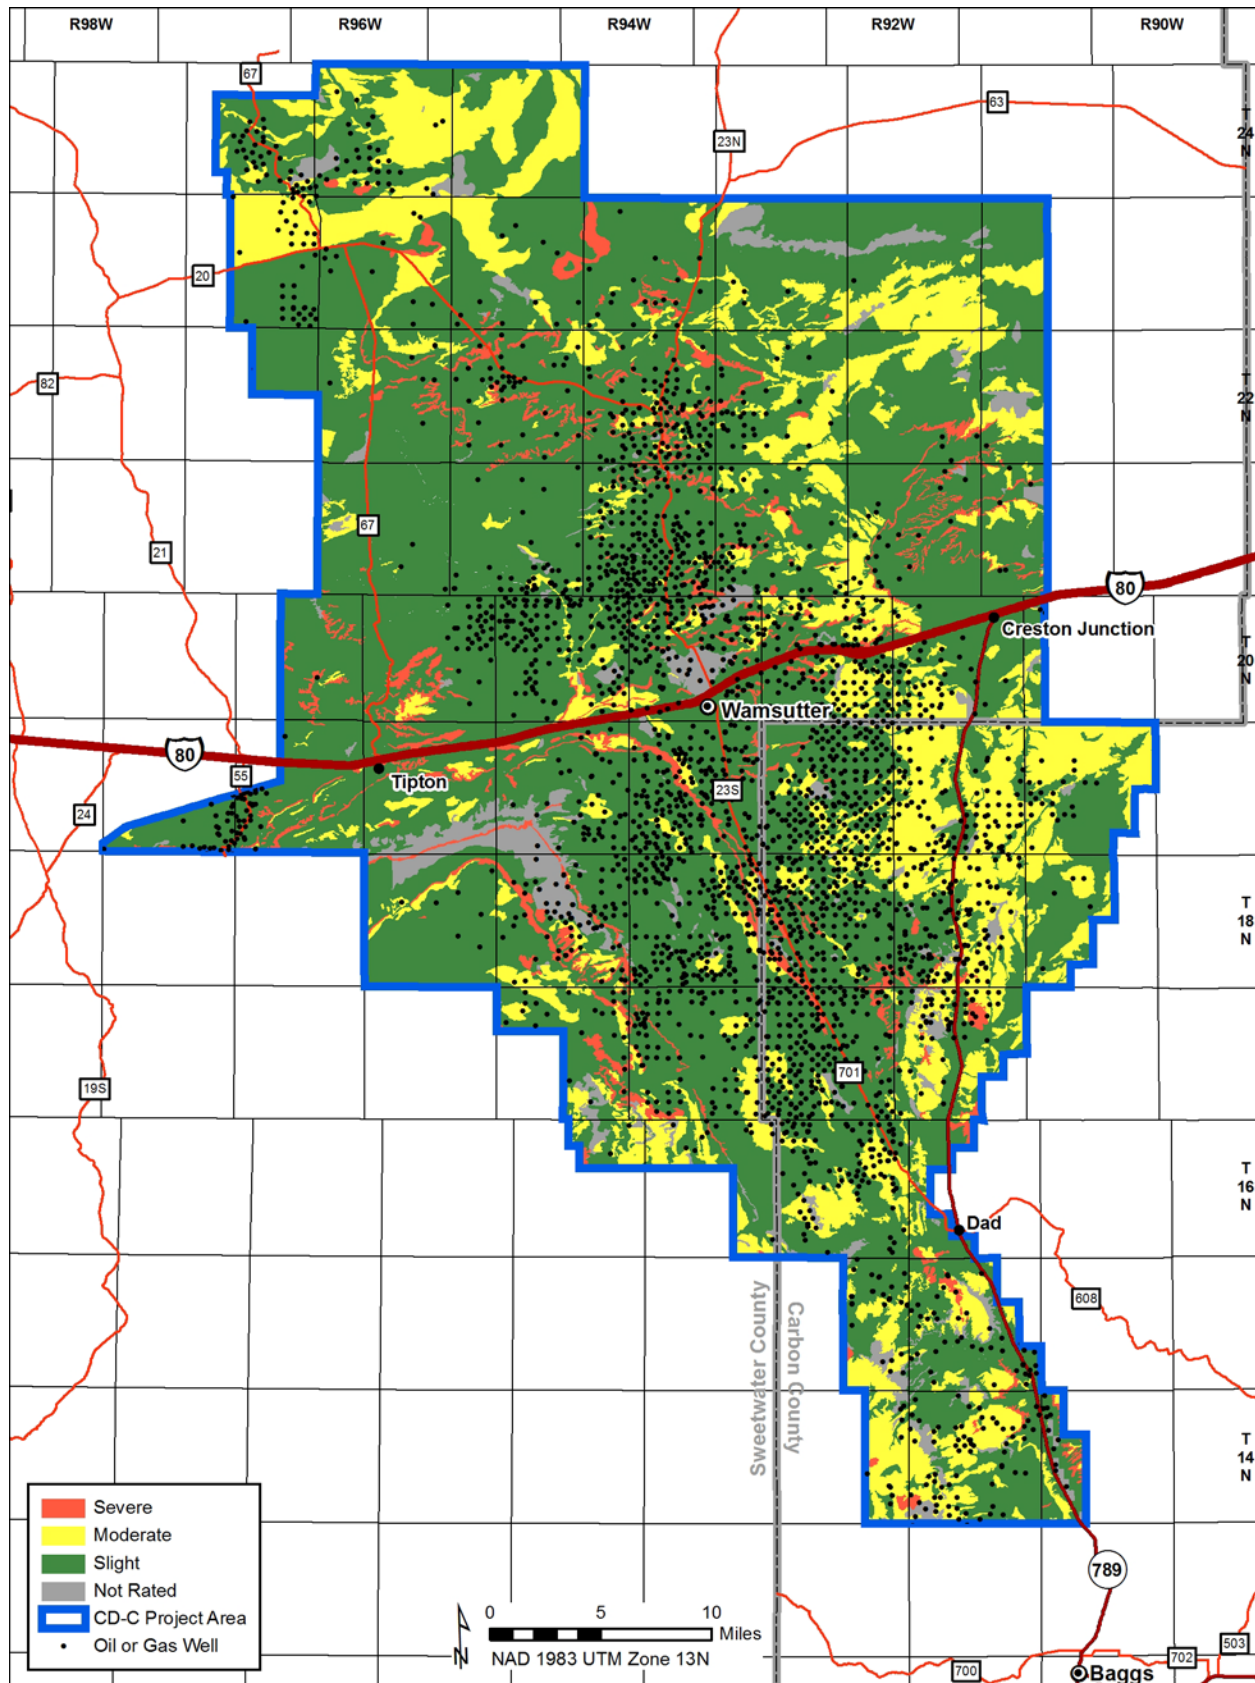 R98W
R96W
R94W
R92W
R90W
67
63
23N
T
24
N
20
82
T
22
N
67
21
80
Creston Junction
T
20
N
Wamsutter
80
55
Tipton
23S
24
T
18
N
701
19S
T
16
N
Dad
608
Sweetwater County
Carbon County
T
14
N
Severe
Moderate
Slight
Not Rated
CD-C Project Area
Oil or Gas Well
789
0 5 10
Miles
N
NAD 1983 UTM Zone 13N
503
702
700
Baggs